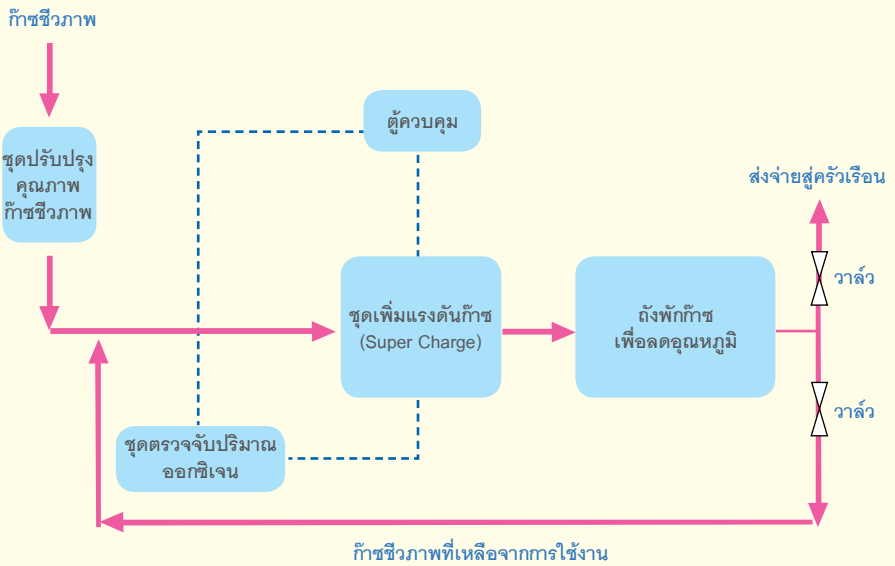 ก๊าซชีวภาพ
ตู้ควบคุม
ชุดปรับปรุง
คุณภาพ
ก๊าซชีวภาพ
ส่งจ่ายสู่ครัวเรือน
วาล์ว
ชุดเพิ่มแรงดันก๊าซ
(Super Charge)
ถังพักก๊าซ
เพื่อลดอุณหภูมิ
วาล์ว
ชุดตรวจจับปริมาณ
ออกซิเจน
ก๊าซชีวภาพที่เหลือจากการใช้งาน